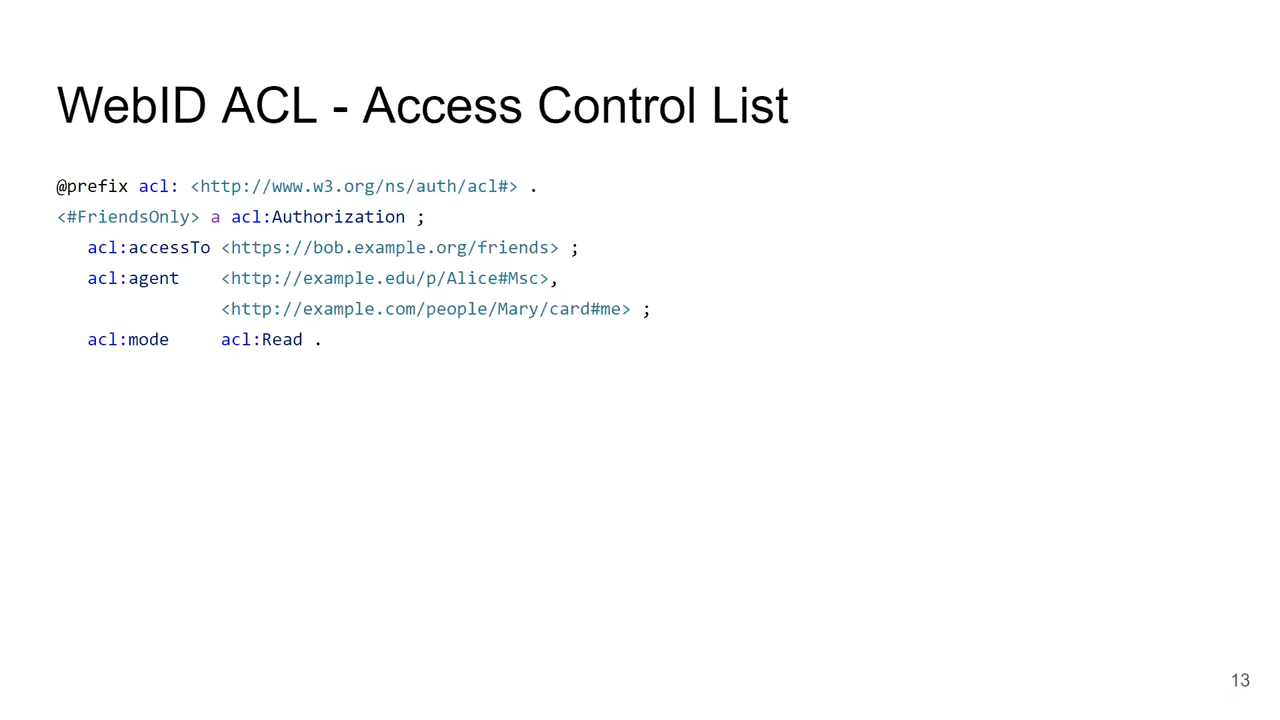 WebID ACL - Access Control List
@prefix acl: <http://www.w3.org/ns/auth/acl#> .
<#FriendsOnly> a acl:Authorization ;
acl:accessTo <https://bob.example.org/friends> ;
acl:agent <http://example.edu/p/Alice#Msc>,
<http://example.com/people/Mary/card#me> ;
acl:mode acl:Read .
13